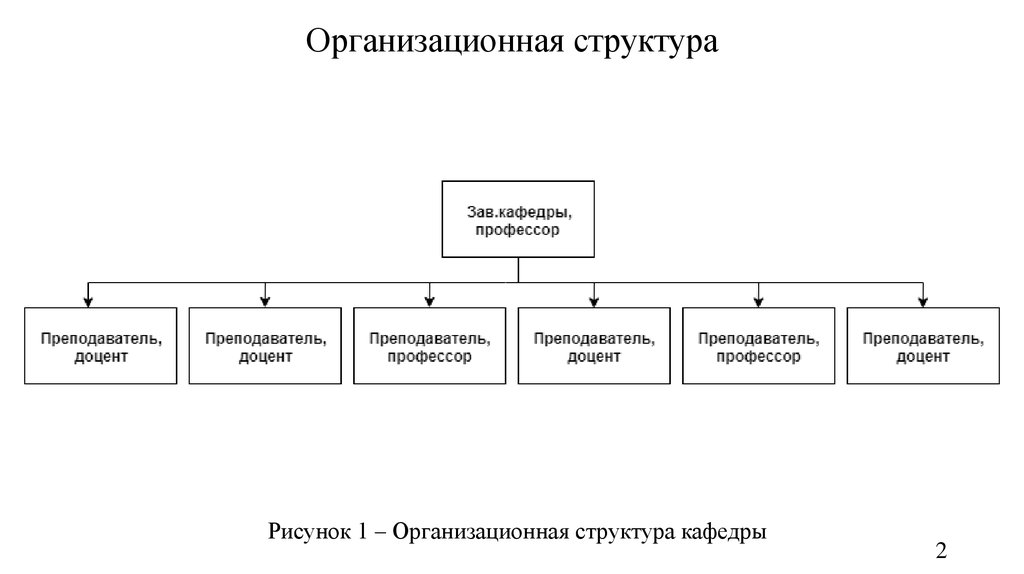 Организационная структура
Зав.кафедры,
профессор
Преподаватель,
доцент
Преподаватель,
доцент
Преподаватель,
профессор
Преподаватель,
доцент
Преподаватель,
профессор
Преподаватель,
доцент
Рисунок 1 – Организационная структура кафедры
2